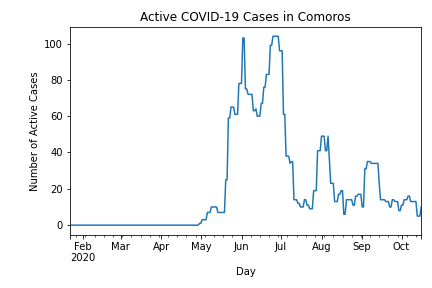 Active COVID-19 Cases in Comoros
100
80
60
40
20
0
Number of Active Cases
Feb Mar Apr May Jun Jul Aug Sep Oct
2020
Day